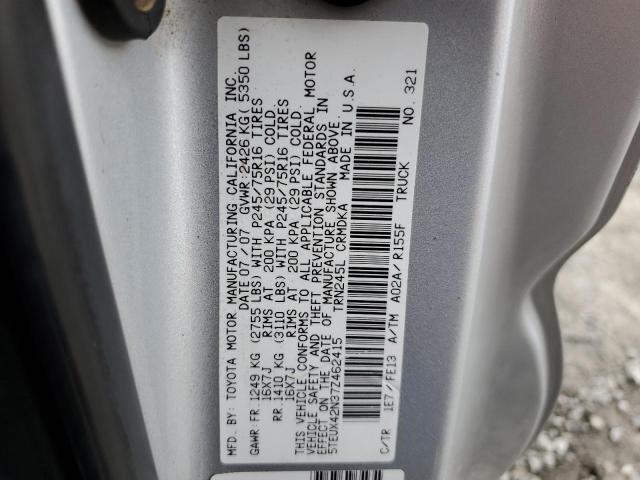 MFD. BY: TOYOTA MOTOR MANUFACTURING CALIFORNIA INC.
DATE 07/07 GVWR: 2426 KG ( 5350 LBS)
GAWR: FR. 1249 KG (2755 LBS) WITH P245/75R16 TIRES
16X7J RIMS AT 200 KPA (29 PSI) COLD
RR. 1410 KG (3110 LBS) WITH P245/75R16 TIRES
16X7J RIMS AT 200 KPA (29 PSI) COLD.
THIS VEHICLE CONFORMS TO ALL APPLICABLE FEDERAL MOTOR
VEHICLE SAFETY AND THEFT PREVENTION STANDARDS IN
EFFECT ON THE DATE OF MANUFACTURE SHOWN ABOVE.
5TEUX42N37Z462415 TRN245L CRMDKA MADE IN U.S.A.
C/TR 1E7/FE13 A/TM A02A/R155F TRUCK NO. 321